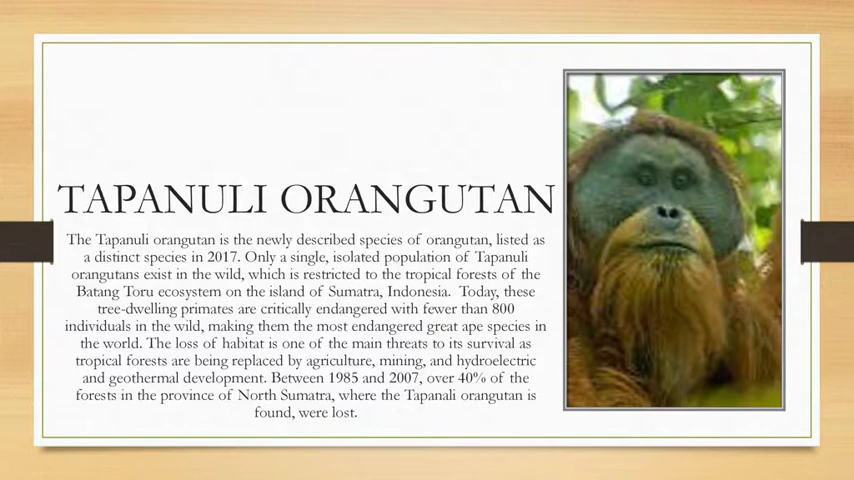 TAPANULI ORANGUTAN
The Tapanuli orangutan is the newly described species of orangutan, listed as
a distinct species in 2017. Only a single, isolated population of Tapanuli
orangutans exist in the wild, which is restricted to the tropical forests of the
Batang Toru ecosystem on the island of Sumatra, Indonesia. Today, these
tree-dwelling primates are critically endangered with fewer than 800
individuals in the wild, making them the most endangered great ape species in
the world. The loss of habitat is one of the main threats to its survival as
tropical forests are being replaced by agriculture, mining, and hydroelectric
and geothermal development. Between 1985 and 2007, over 40% of the
forests in the province of North Sumatra, where the Tapanali orangutan is
found, were lost.